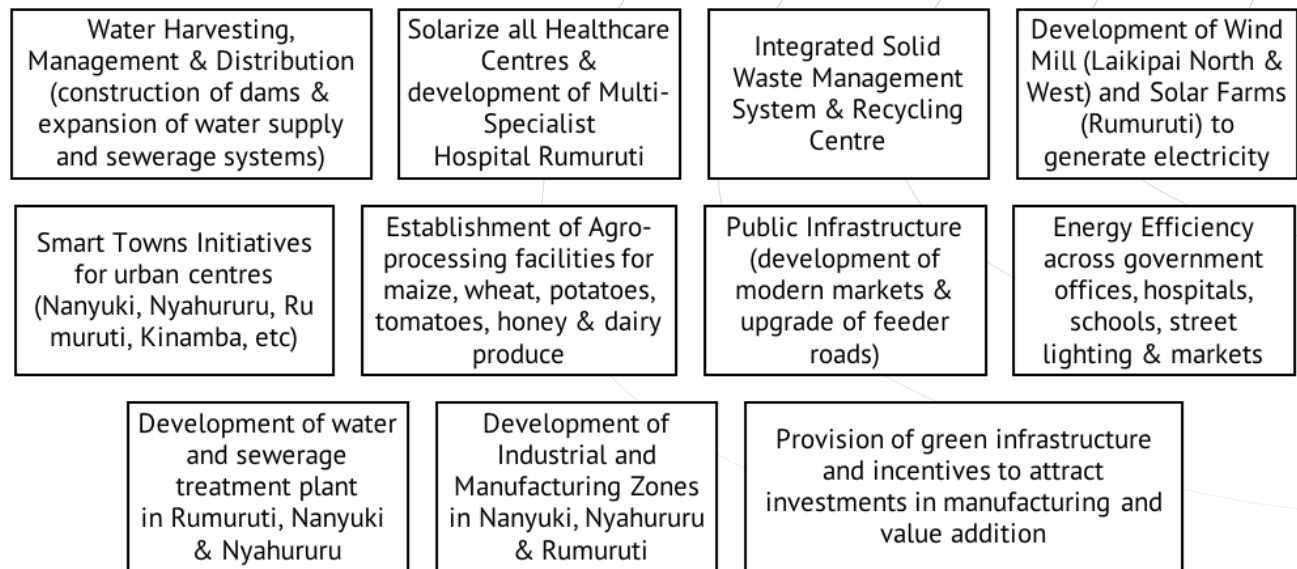 Water Harvesting,
Management & Distribution
(construction of dams &
expansion of water supply
and sewerage systems)
Solarize all Healthcare
Centres &
development of Multi-
Specialist
Hospital Rumuruti
Integrated Solid
Waste Management
System & Recycling
Centre
Development of Wind
Mill (Laikipai North &
West) and Solar Farms
(Rumuruti) to
generate electricity
Smart Towns Initiatives
for urban centres
(Nanyuki, Nyahururu, Ru
muruti, Kinamba, etc)
Establishment of Agro-
processing facilities for
maize, wheat, potatoes,
tomatoes, honey & dairy
produce
Public Infrastructure
(development of
modern markets &
upgrade of feeder
roads)
Energy Efficiency
across government
offices, hospitals,
schools, street
lighting & markets
Development of water
and sewerage
treatment plant
in Rumuruti, Nanyuki
& Nyahururu
Development of
Industrial and
Manufacturing Zones
in Nanyuki, Nyahururu
& Rumuruti
Provision of green infrastructure
and incentives to attract
investments in manufacturing and
value addition